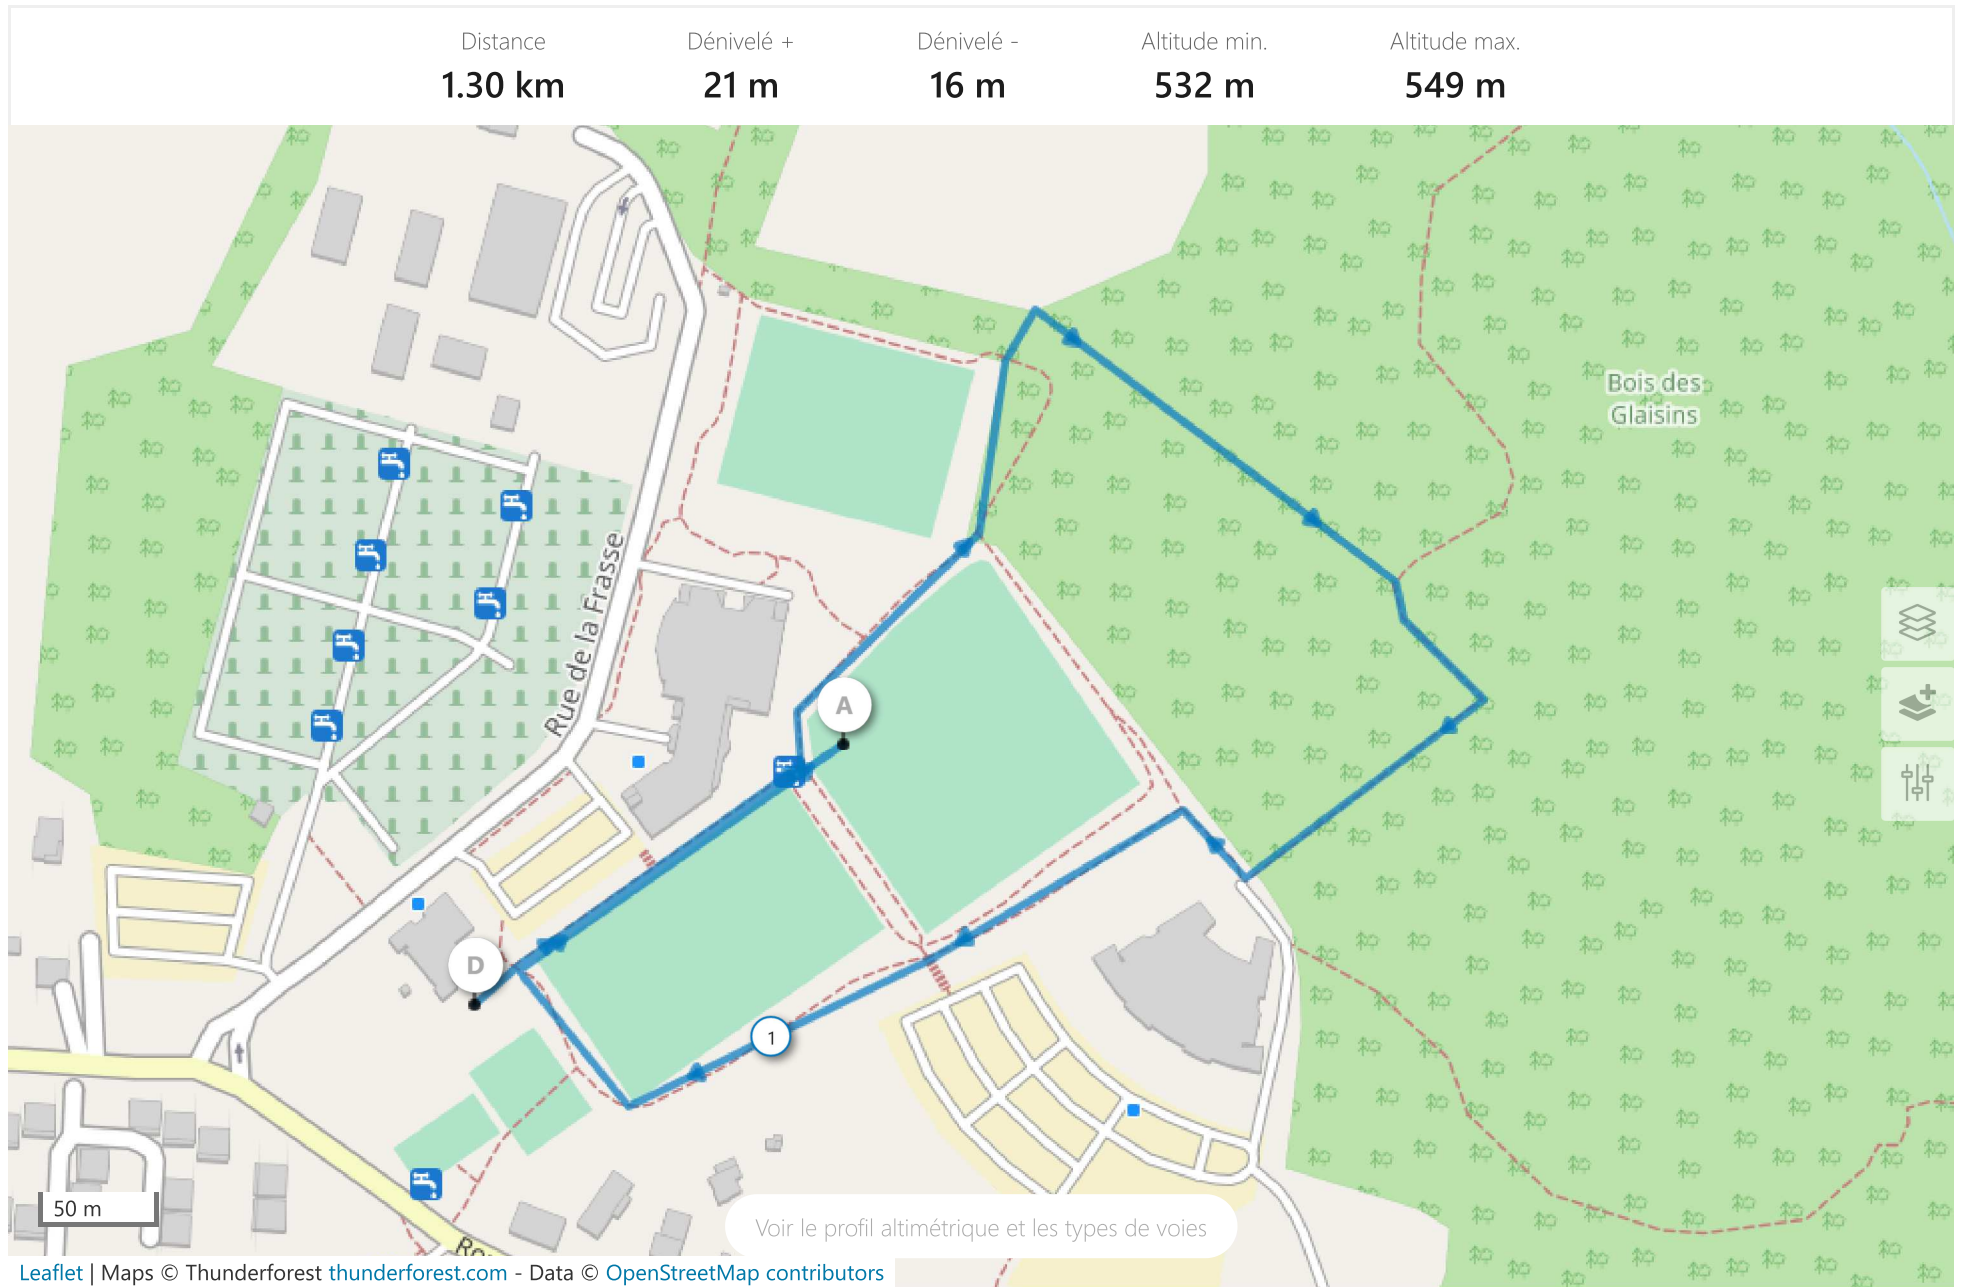 Distance
1.30 km
Dénivelé +
21 m
Dénivelé -
16 m
Altitude min.
532 m
Altitude max.
549 m
Bois des
Glaisins
Rue de la Frasse
A
D
1
50 m
Voir le profil altimétrique et les types de voies
Leaflet | Maps © Thunderforest thunderforest.com - Data © OpenStreetMap contributors